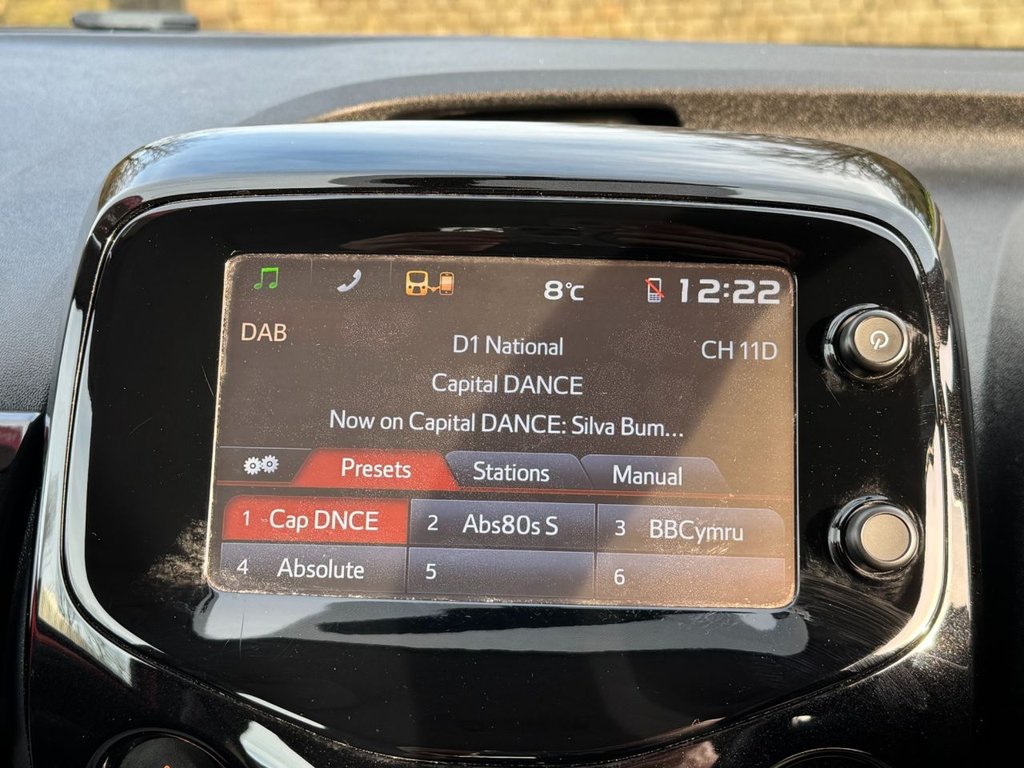 8°C 12:22
DAB
D1 National
CH 11D
Capital DANCE
Now on Capital DANCE: Silva Bum...
Presets Stations Manual
1 Cap DNCE 2 Abs80s S 3 BBCymru
4 Absolute 5 6